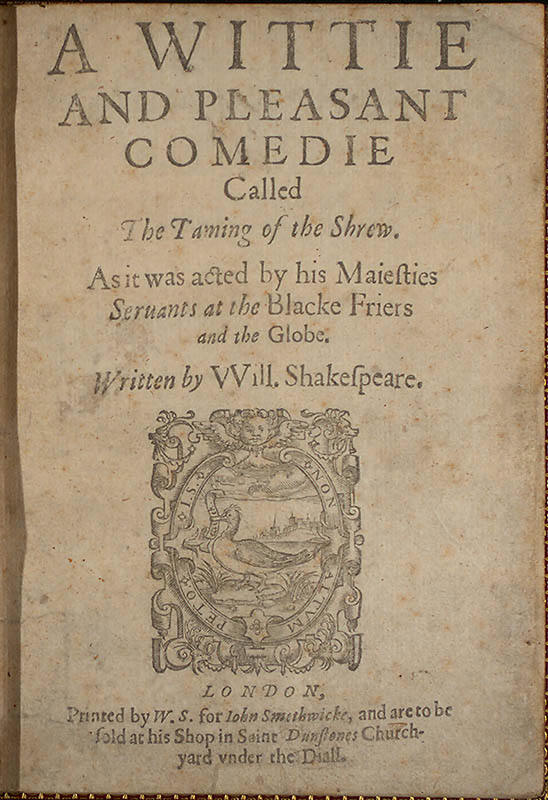 A WITTIE
AND PLEASANT
COMEDIE
Called
The Taming of the Shrew.
As it was acted by his Maieſties
Seruants at the Blacke Friers
and the Globe.
Written by VVill. Shakeſpeare.
I.S
NON
ALTVM
PETO
LONDON,
Printed by W. S. for Iohn Smethwicke, and are to be
ſold at his Shop in Saint Dunſtones Church-
yard vnder the Diall.